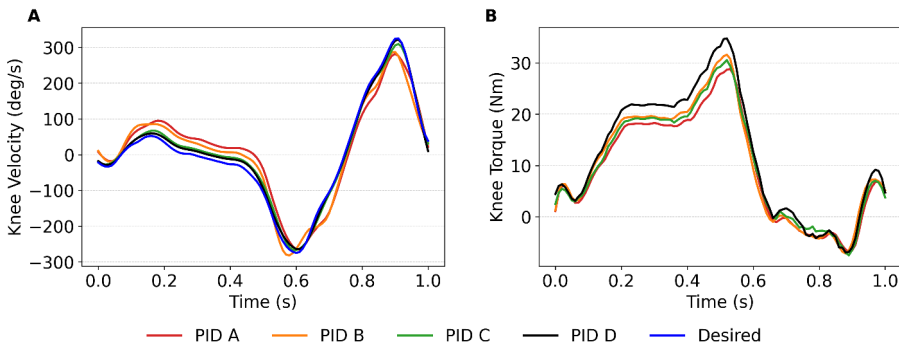 A
B
Knee Velocity (deg/s)
300
200
100
0
−100
−200
−300
0.0 0.2 0.4 0.6 0.8 1.0
Time (s)
Knee Torque (Nm)
30
20
10
0
0.0 0.2 0.4 0.6 0.8 1.0
Time (s)
PID A PID B PID C PID D Desired